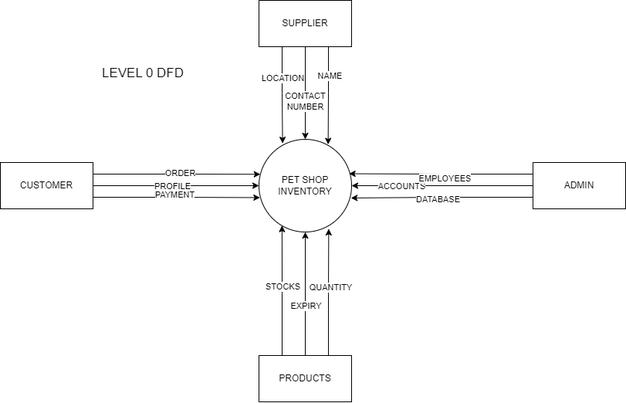 SUPPLIER
LEVEL 0 DFD
LOCATION
NAME
CONTACT
NUMBER
ORDER
PROFILE
PAYMENT
CUSTOMER
PET SHOP
INVENTORY
EMPLOYEES
ACCOUNTS
DATABASE
ADMIN
STOCKS
QUANTITY
EXPIRY
PRODUCTS